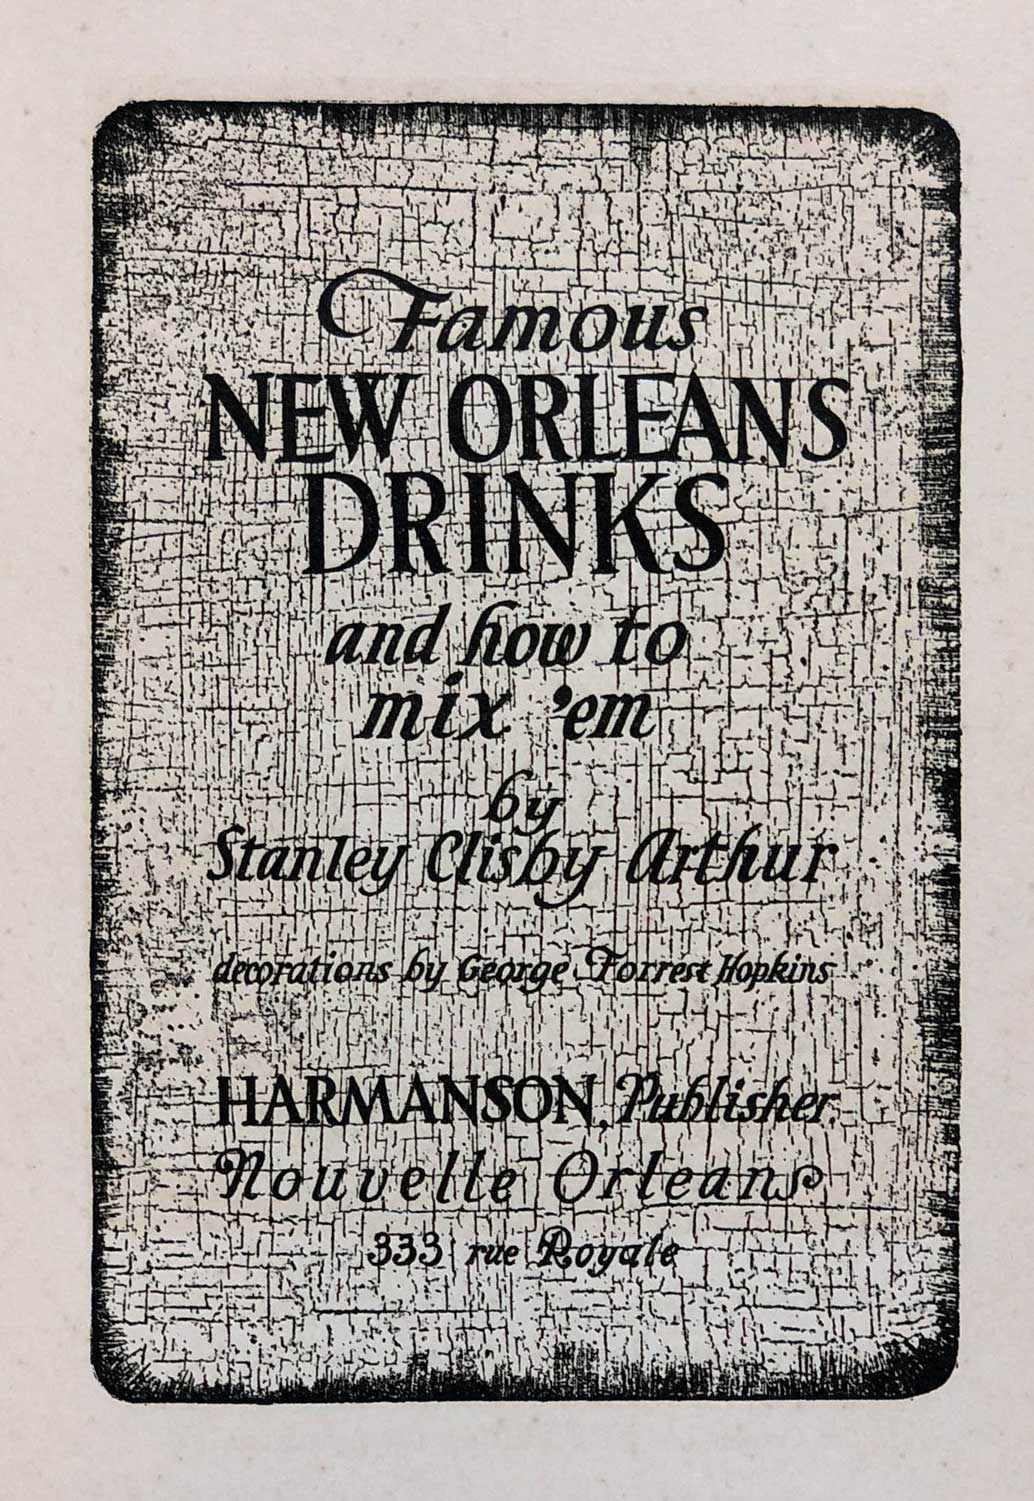 Famous
NEW ORLEANS
DRINKS
and how to
mix 'em
by
Stanley Clisby Arthur
decorations by George Forrest Hopkins
HARMANSON, Publisher
Nouvelle Orleans
333 rue Royale